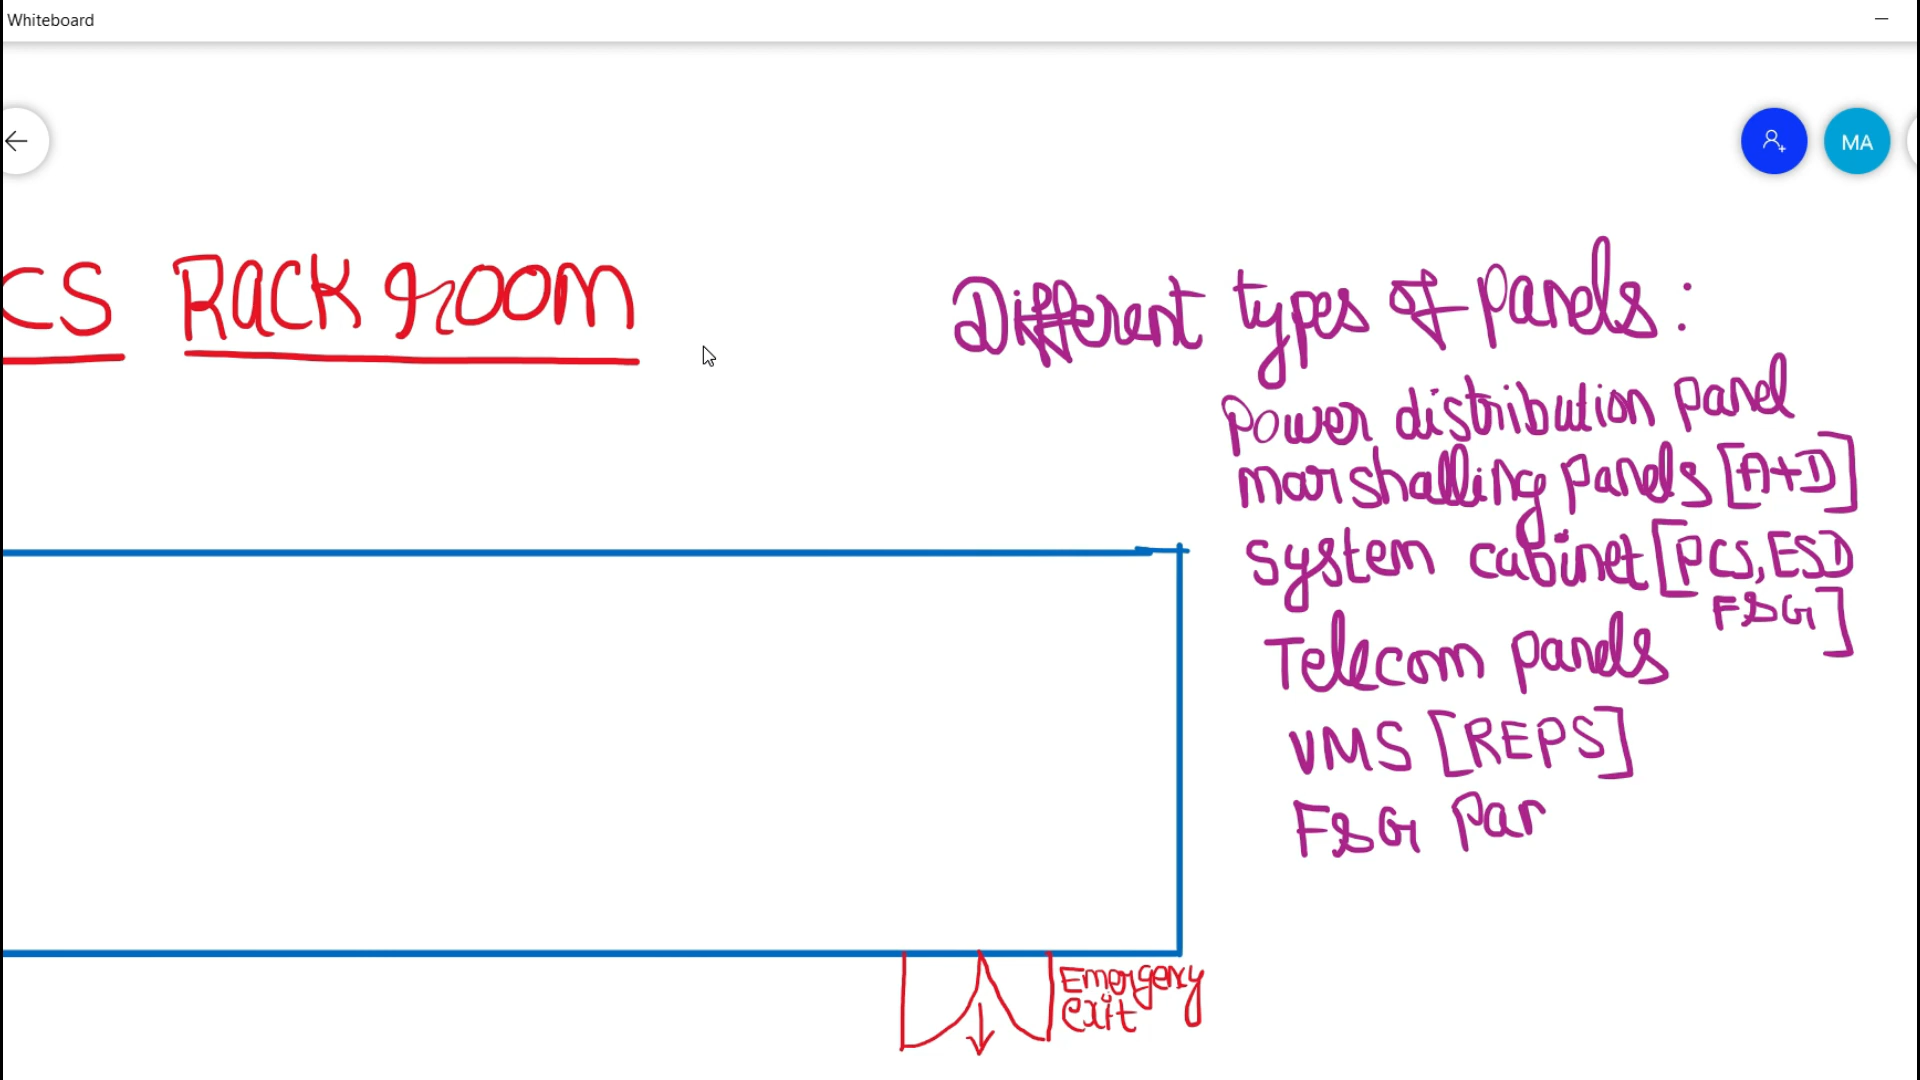 Whiteboard
MA
CS Rack room
Different types of panels :
Power distribution panel
marshalling panels [A+D]
system cabinet [PCS, ESD
F&G]
Telecom panels
VMS [REPS]
F&G Pan
Emergency
exit